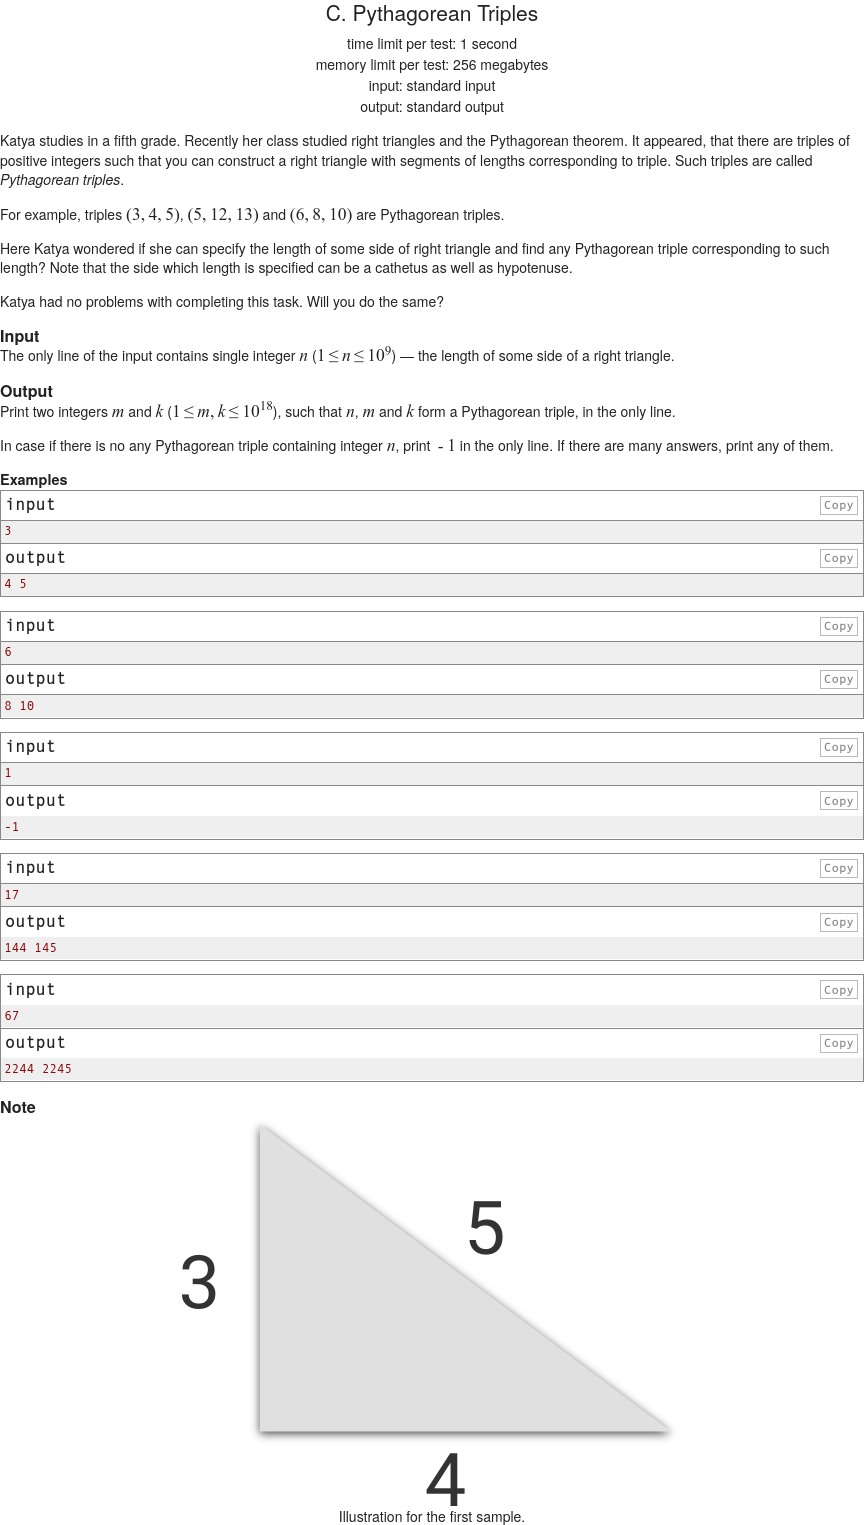 C. Pythagorean Triples
time limit per test: 1 second
memory limit per test: 256 megabytes
input: standard input
output: standard output
Katya studies in a fifth grade. Recently her class studied right triangles and the Pythagorean theorem. It appeared, that there are triples of
positive integers such that you can construct a right triangle with segments of lengths corresponding to triple. Such triples are called
Pythagorean triples.
For example, triples (3, 4, 5), (5, 12, 13) and (6, 8, 10) are Pythagorean triples.
Here Katya wondered if she can specify the length of some side of right triangle and find any Pythagorean triple corresponding to such
length? Note that the side which length is specified can be a cathetus as well as hypotenuse.
Katya had no problems with completing this task. Will you do the same?
Input
The only line of the input contains single integer n (1 ≤ n ≤ 10⁹) — the length of some side of a right triangle.
Output
Print two integers m and k (1 ≤ m, k ≤ 10¹⁸), such that n, m and k form a Pythagorean triple, in the only line.
In case if there is no any Pythagorean triple containing integer n, print  - 1 in the only line. If there are many answers, print any of them.
Examples
input Copy
3
output Copy
4 5
input Copy
6
output Copy
8 10
input Copy
1
output Copy
-1
input Copy
17
output Copy
144 145
input Copy
67
output Copy
2244 2245
Note
5
3
4
Illustration for the first sample.